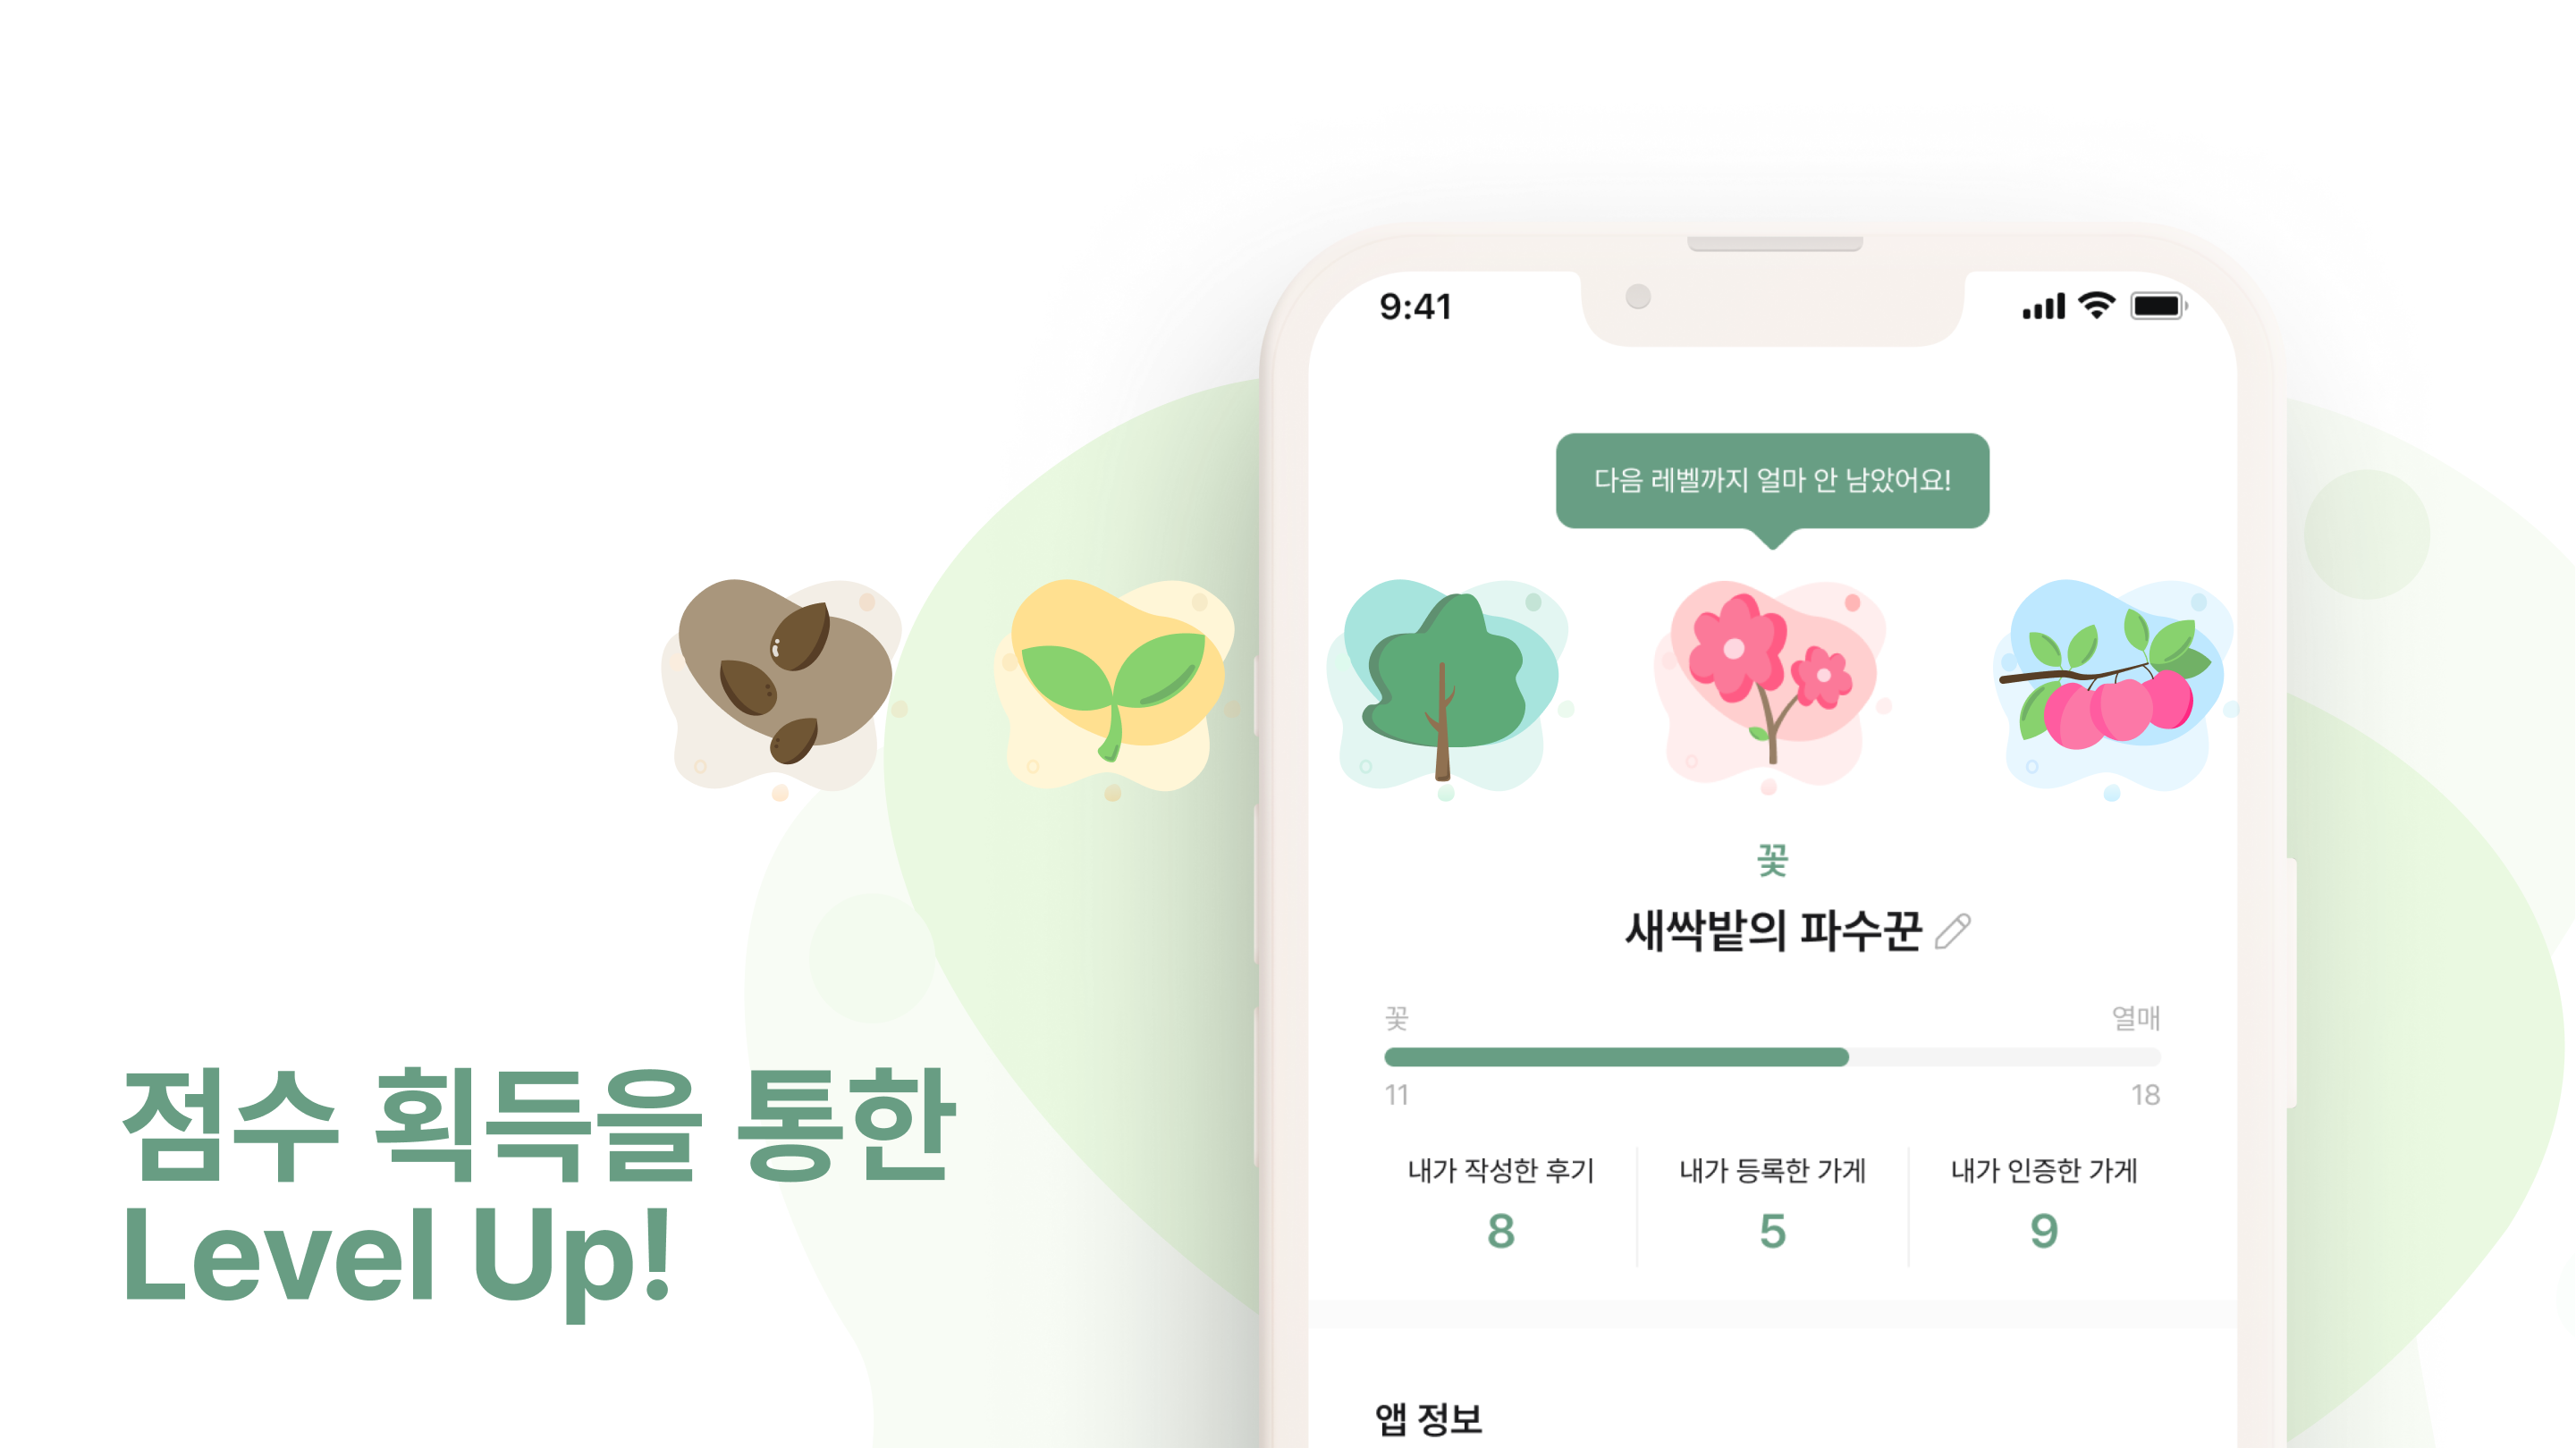 9:41
다음 레벨까지 얼마 안 남았어요!
꽃
새싹밭의 파수꾼
꽃 열매
11 18
내가 작성한 후기 내가 등록한 가게 내가 인증한 가게
8 5 9
앱 정보
점수 획득을 통한
Level Up!